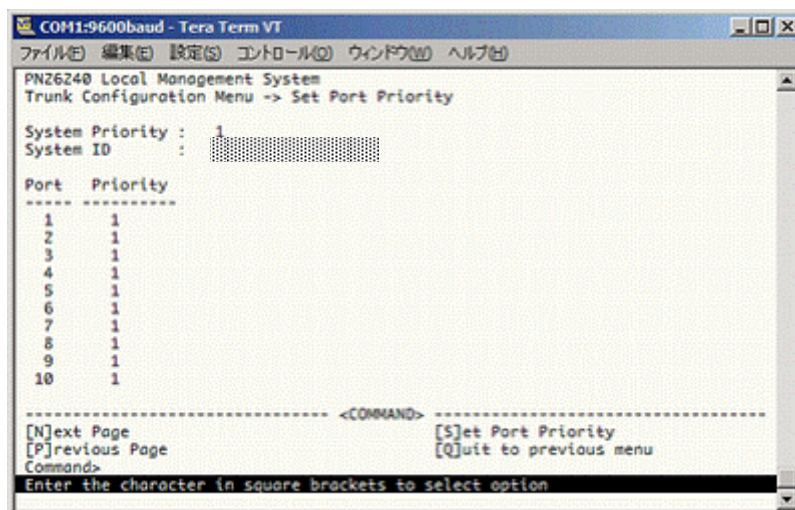 COM1:9600baud - Tera Term VT
ファイル(F) 編集(E) 設定(S) コントロール(O) ウィンドウ(W) ヘルプ(H)
PN26240 Local Management System
Trunk Configuration Menu -> Set Port Priority
System Priority : 1
System ID :
Port Priority
----- ----------
1 1
2 1
3 1
4 1
5 1
6 1
7 1
8 1
9 1
10 1
-------------------------------- <COMMAND> -----------------------------------
[N]ext Page [S]et Port Priority
[P]revious Page [Q]uit to previous menu
Command>
Enter the character in square brackets to select option